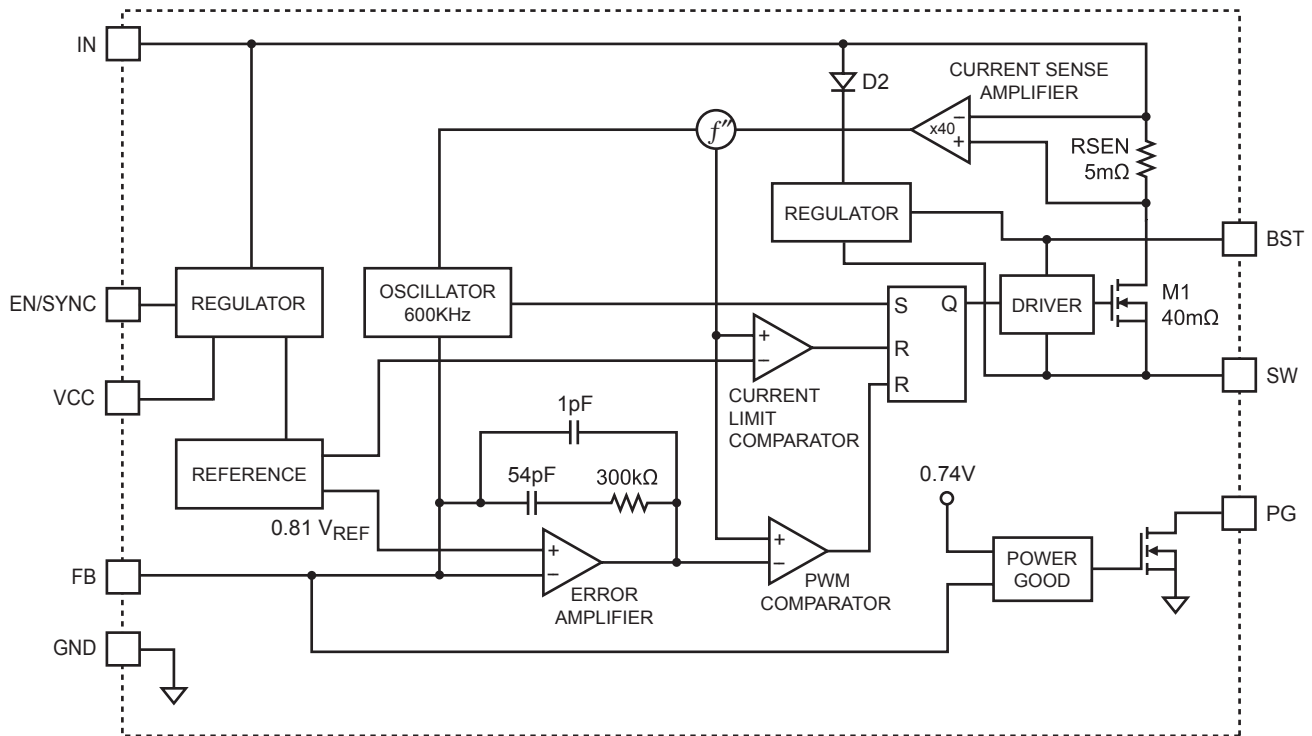 IN
D2
CURRENT SENSE
AMPLIFIER
x40
−
+
f″
RSEN
5mΩ
REGULATOR
BST
EN/SYNC
REGULATOR
OSCILLATOR
600KHz
S
Q
R
R
DRIVER
M1
40mΩ
SW
+
−
CURRENT
LIMIT
COMPARATOR
VCC
REFERENCE
1pF
54pF
300kΩ
0.81 VREF
0.74V
PG
FB
+
−
ERROR
AMPLIFIER
+
−
PWM
COMPARATOR
POWER
GOOD
GND